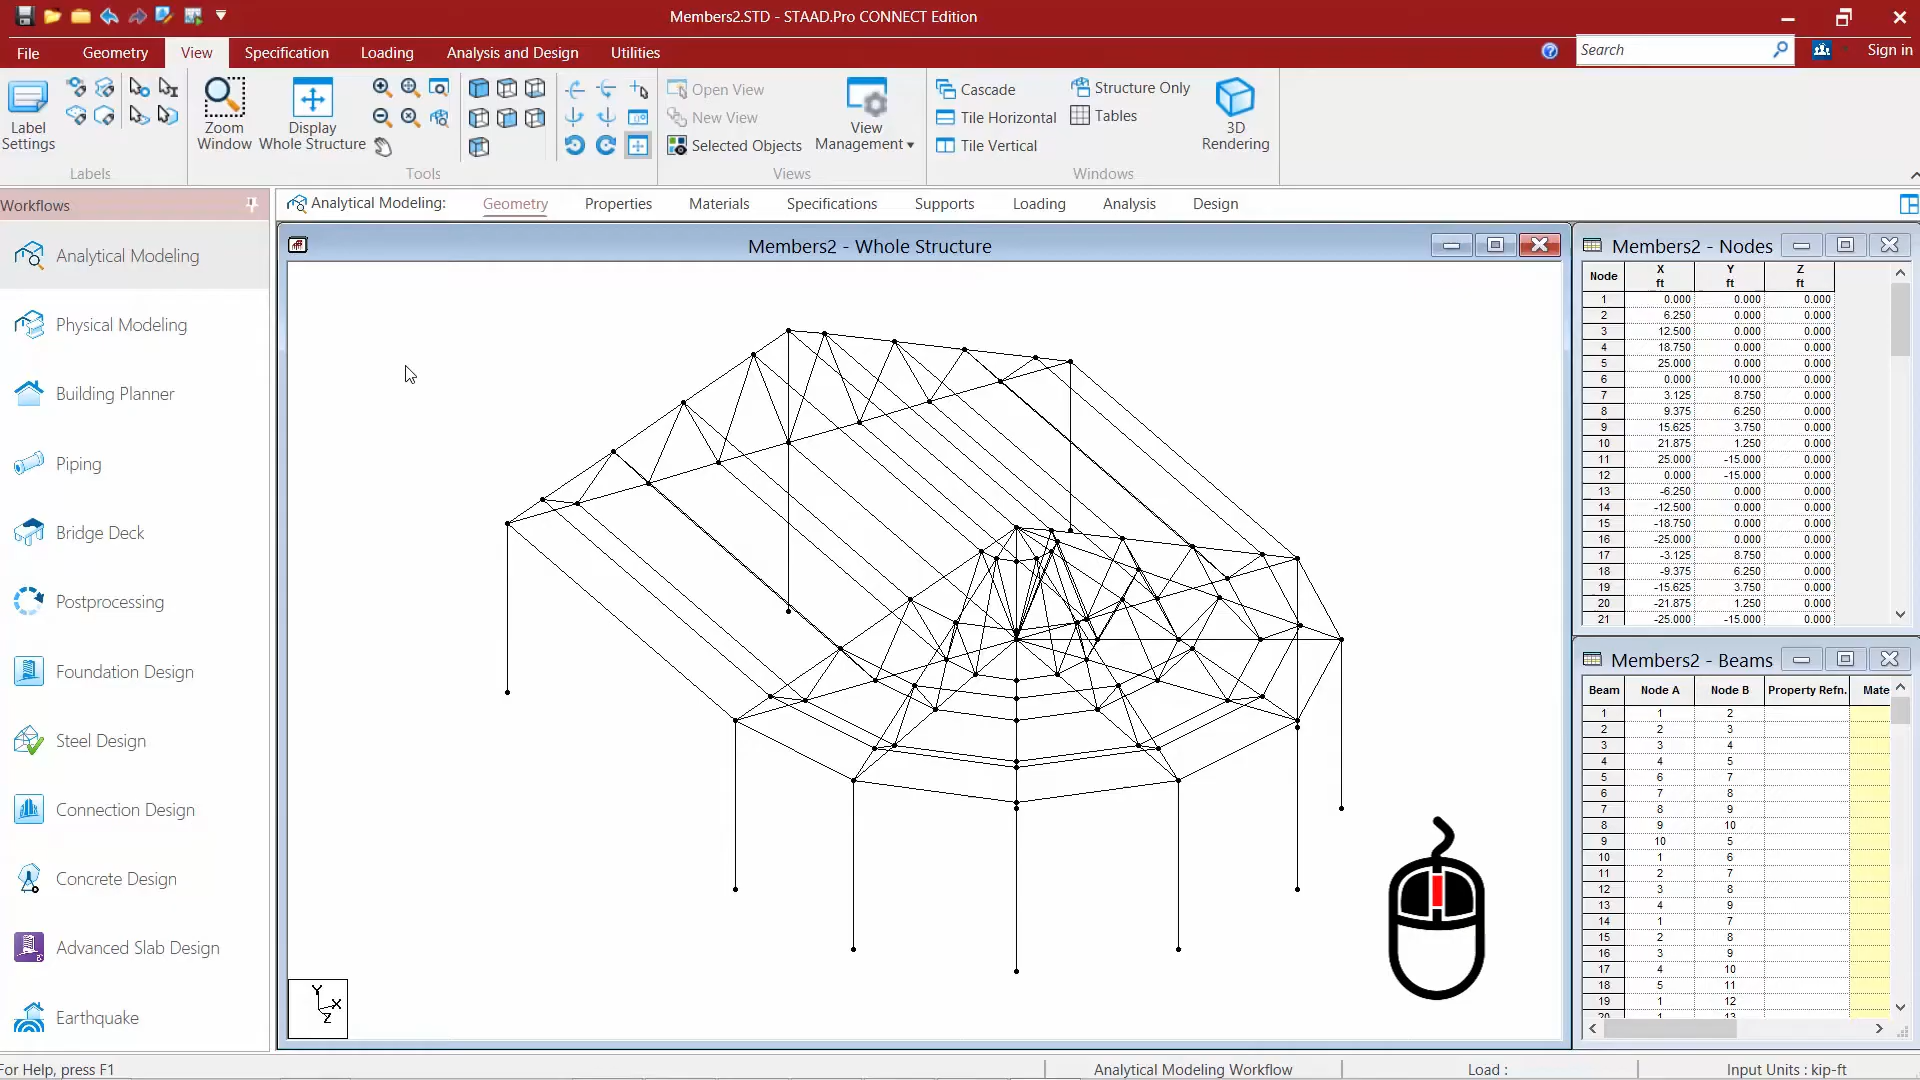 Members2.STD - STAAD.Pro CONNECT Edition
File Geometry View Specification Loading Analysis and Design Utilities
Search Sign in
Label Settings
Zoom Window
Display Whole Structure
Open View
New View
Selected Objects
View Management
Cascade
Tile Horizontal
Tile Vertical
Structure Only
Tables
3D Rendering
Labels Tools Views Windows
Workflows
Analytical Modeling: Geometry Properties Materials Specifications Supports Loading Analysis Design
Analytical Modeling
Physical Modeling
Building Planner
Piping
Bridge Deck
Postprocessing
Foundation Design
Steel Design
Connection Design
Concrete Design
Advanced Slab Design
Earthquake
Members2 - Whole Structure
Y
X
Z
Members2 - Nodes
Node X ft Y ft Z ft
1 0.000 0.000 0.000
2 6.250 0.000 0.000
3 12.500 0.000 0.000
4 18.750 0.000 0.000
5 25.000 0.000 0.000
6 0.000 10.000 0.000
7 3.125 8.750 0.000
8 9.375 6.250 0.000
9 15.625 3.750 0.000
10 21.875 1.250 0.000
11 25.000 -15.000 0.000
12 0.000 -15.000 0.000
13 -6.250 0.000 0.000
14 -12.500 0.000 0.000
15 -18.750 0.000 0.000
16 -25.000 0.000 0.000
17 -3.125 8.750 0.000
18 -9.375 6.250 0.000
19 -15.625 3.750 0.000
20 -21.875 1.250 0.000
21 -25.000 -15.000 0.000
Members2 - Beams
Beam Node A Node B Property Refn. Mate
1 1 2
2 2 3
3 3 4
4 4 5
5 6 7
6 7 8
7 8 9
8 9 10
9 10 5
10 1 6
11 2 7
12 3 8
13 4 9
14 1 7
15 2 8
16 3 9
17 4 10
18 5 11
19 1 12
20 1 13
For Help, press F1
Analytical Modeling Workflow
Load :
Input Units : kip-ft